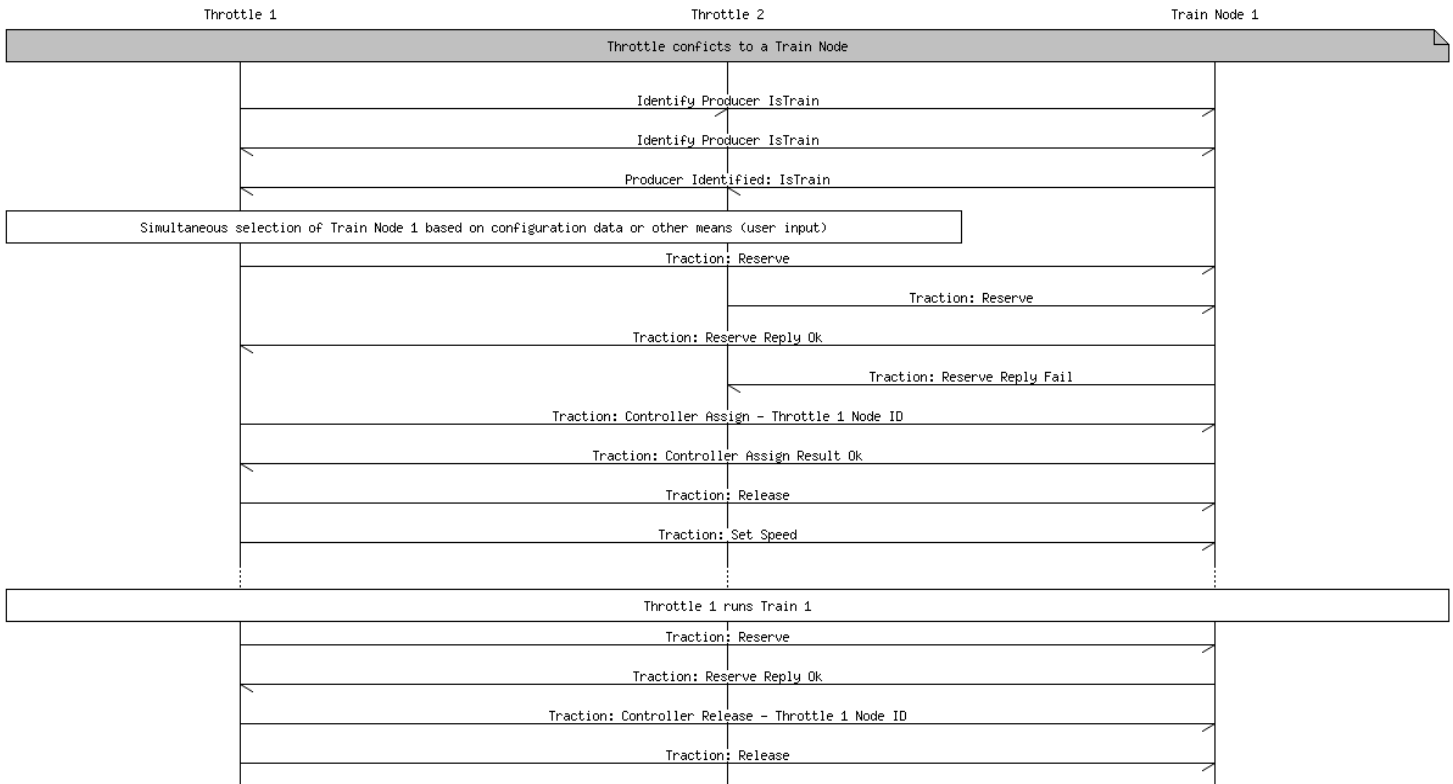 Throttle 1
Throttle 2
Train Node 1
Throttle conficts to a Train Node
Identify Producer IsTrain
Identify Producer IsTrain
Producer Identified: IsTrain
Simultaneous selection of Train Node 1 based on configuration data or other means (user input)
Traction: Reserve
Traction: Reserve
Traction: Reserve Reply Ok
Traction: Reserve Reply Fail
Traction: Controller Assign - Throttle 1 Node ID
Traction: Controller Assign Result Ok
Traction: Release
Traction: Set Speed
Throttle 1 runs Train 1
Traction: Reserve
Traction: Reserve Reply Ok
Traction: Controller Release - Throttle 1 Node ID
Traction: Release